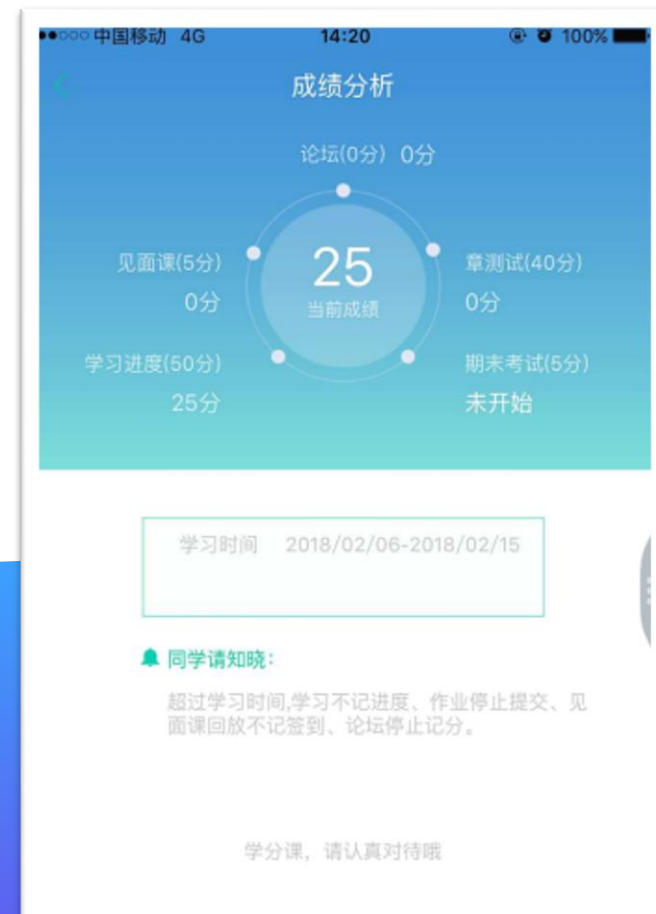 中国移动 4G 14:20 100%
成绩分析
论坛(0分) 0分
见面课(5分)
0分
25
当前成绩
章测试(40分)
0分
学习进度(50分)
25分
期末考试(5分)
未开始
学习时间 2018/02/06-2018/02/15
同学请知晓:
超过学习时间,学习不记进度、作业停止提交、见
面课回放不记签到、论坛停止记分。
学分课，请认真对待哦